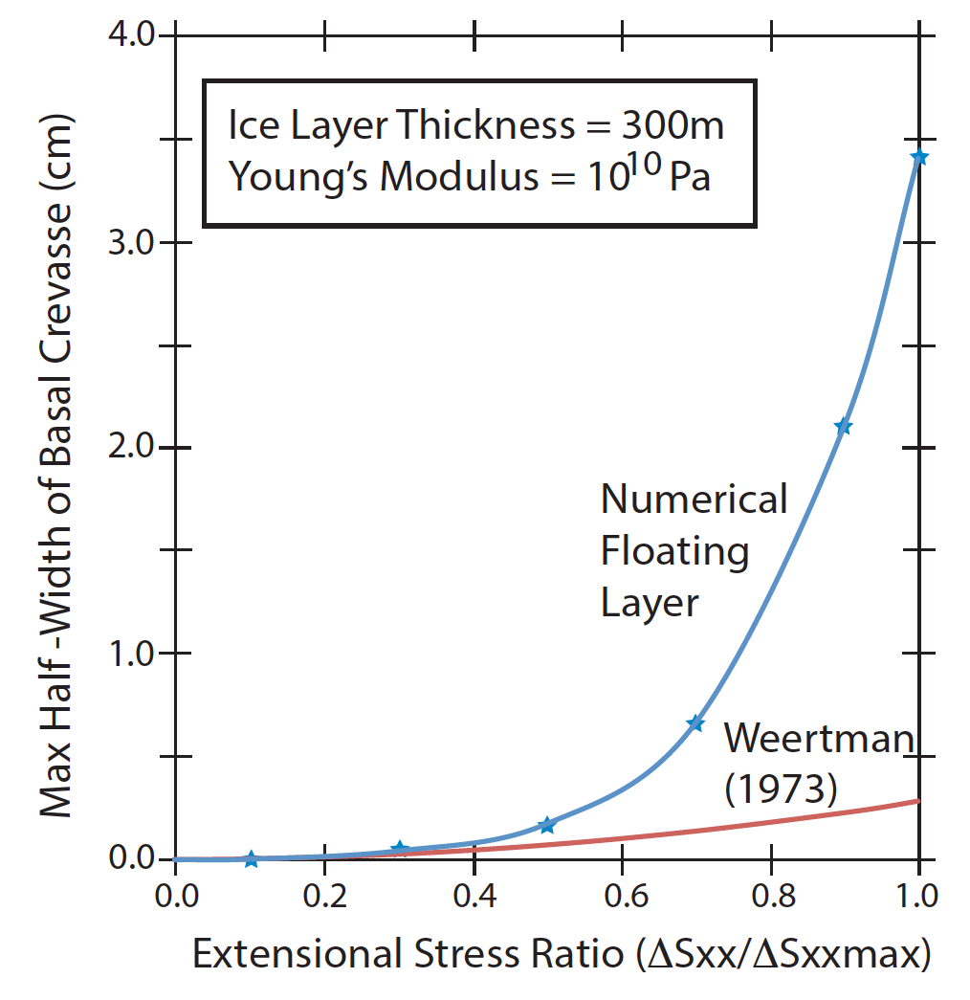 4.0
3.0
2.0
1.0
0.0
Max Half-Width of Basal Crevasse (cm)
Ice Layer Thickness = 300m
Young's Modulus = 10¹⁰ Pa
Numerical
Floating
Layer
Weertman
(1973)
0.0 0.2 0.4 0.6 0.8 1.0
Extensional Stress Ratio (ΔSxx/ΔSxxmax)